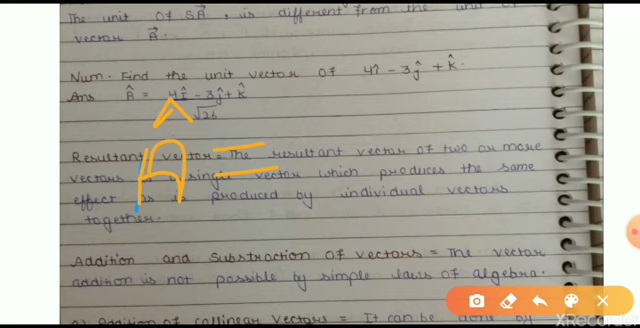 The unit of SA⃗, is different from the unit of
vector A⃗.
Num. Find the unit vector of 4î - 3ĵ + k̂.
Ans Â = 4î - 3ĵ + k̂
√26
Resultant vector = The resultant vector of two or more
vectors single vector which produces the same
effect as is produced by individual vectors
together.
Addition and Substraction of vectors = The vector
addition is not possible by simple laws of algebra.
a) Addition of collinear vectors = It can be done by